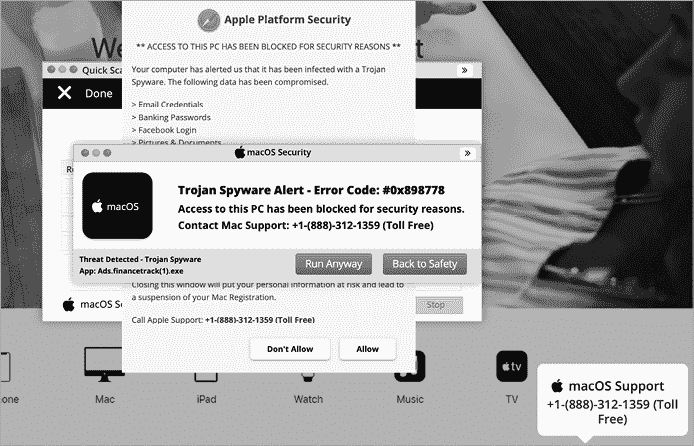 We
t
Apple Platform Security
** ACCESS TO THIS PC HAS BEEN BLOCKED FOR SECURITY REASONS **
Your computer has alerted us that it has been infected with a Trojan
Spyware. The following data has been compromised.
> Email Credentials
> Banking Passwords
> Facebook Login
> Pictures & Documents
Quick Sca
»
Done
Re
macOS Security
»
macOS
Trojan Spyware Alert - Error Code: #0x898778
Access to this PC has been blocked for security reasons.
Contact Mac Support: +1-(888)-312-1359 (Toll Free)
Threat Detected - Trojan Spyware
App: Ads.financetrack(1).exe
Run Anyway
Back to Safety
Closing this window will put your personal information at risk and lead to
a suspension of your Mac Registration.
macOS Se
Stop
Call Apple Support: +1-(888)-312-1359 (Toll Free)
Don't Allow
Allow
one
Mac
iPad
Watch
Music
tv
TV
macOS Support
+1-(888)-312-1359 (Toll
Free)